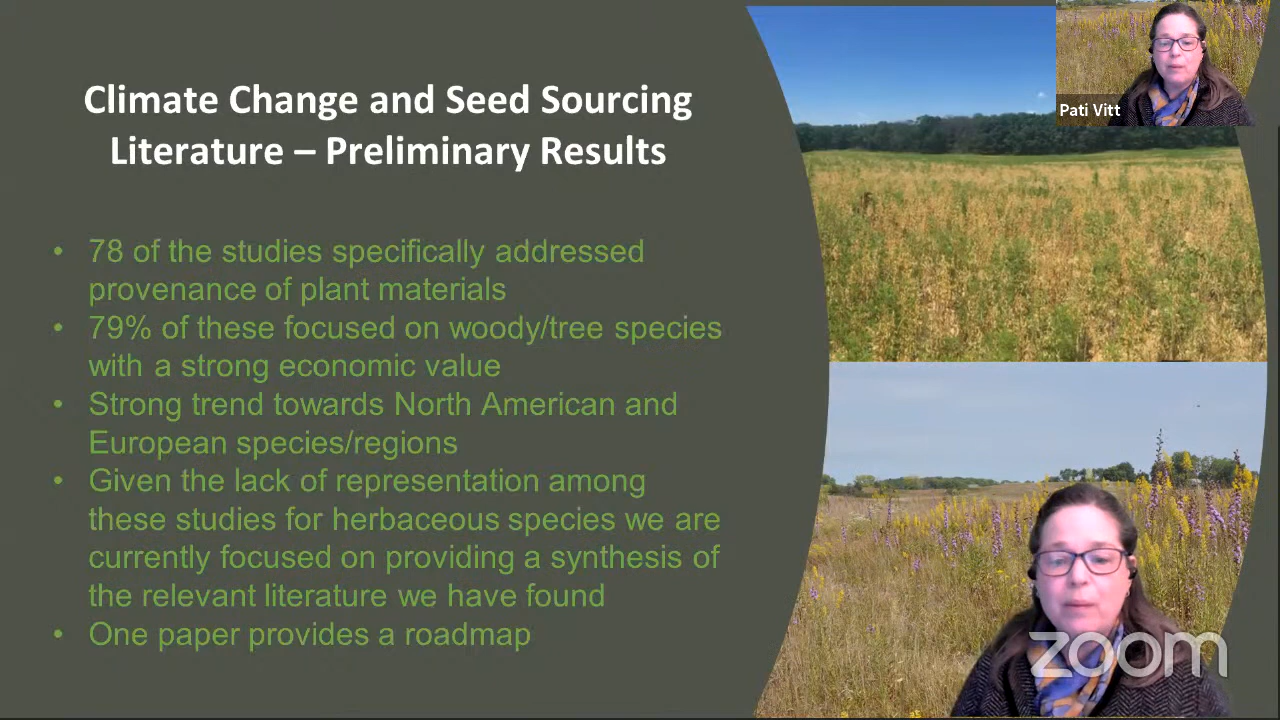 Climate Change and Seed Sourcing
Literature – Preliminary Results
• 78 of the studies specifically addressed
provenance of plant materials
• 79% of these focused on woody/tree species
with a strong economic value
• Strong trend towards North American and
European species/regions
• Given the lack of representation among
these studies for herbaceous species we are
currently focused on providing a synthesis of
the relevant literature we have found
• One paper provides a roadmap
Pati Vitt
zoom